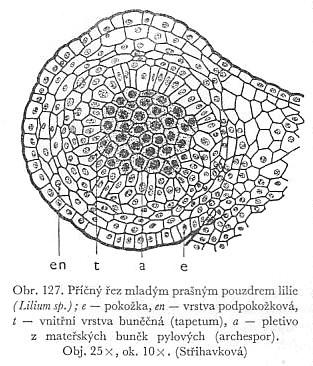 en t a e
Obr. 127. Příčný řez mladým prašným pouzdrem lilie
(Lilium sp.); e — pokožka, en — vrstva podpokožková,
t — vnitřní vrstva buněčná (tapetum), a — pletivo
z mateřských buněk pylových (archespor).
Obj. 25×, ok. 10×. (Střihavková)